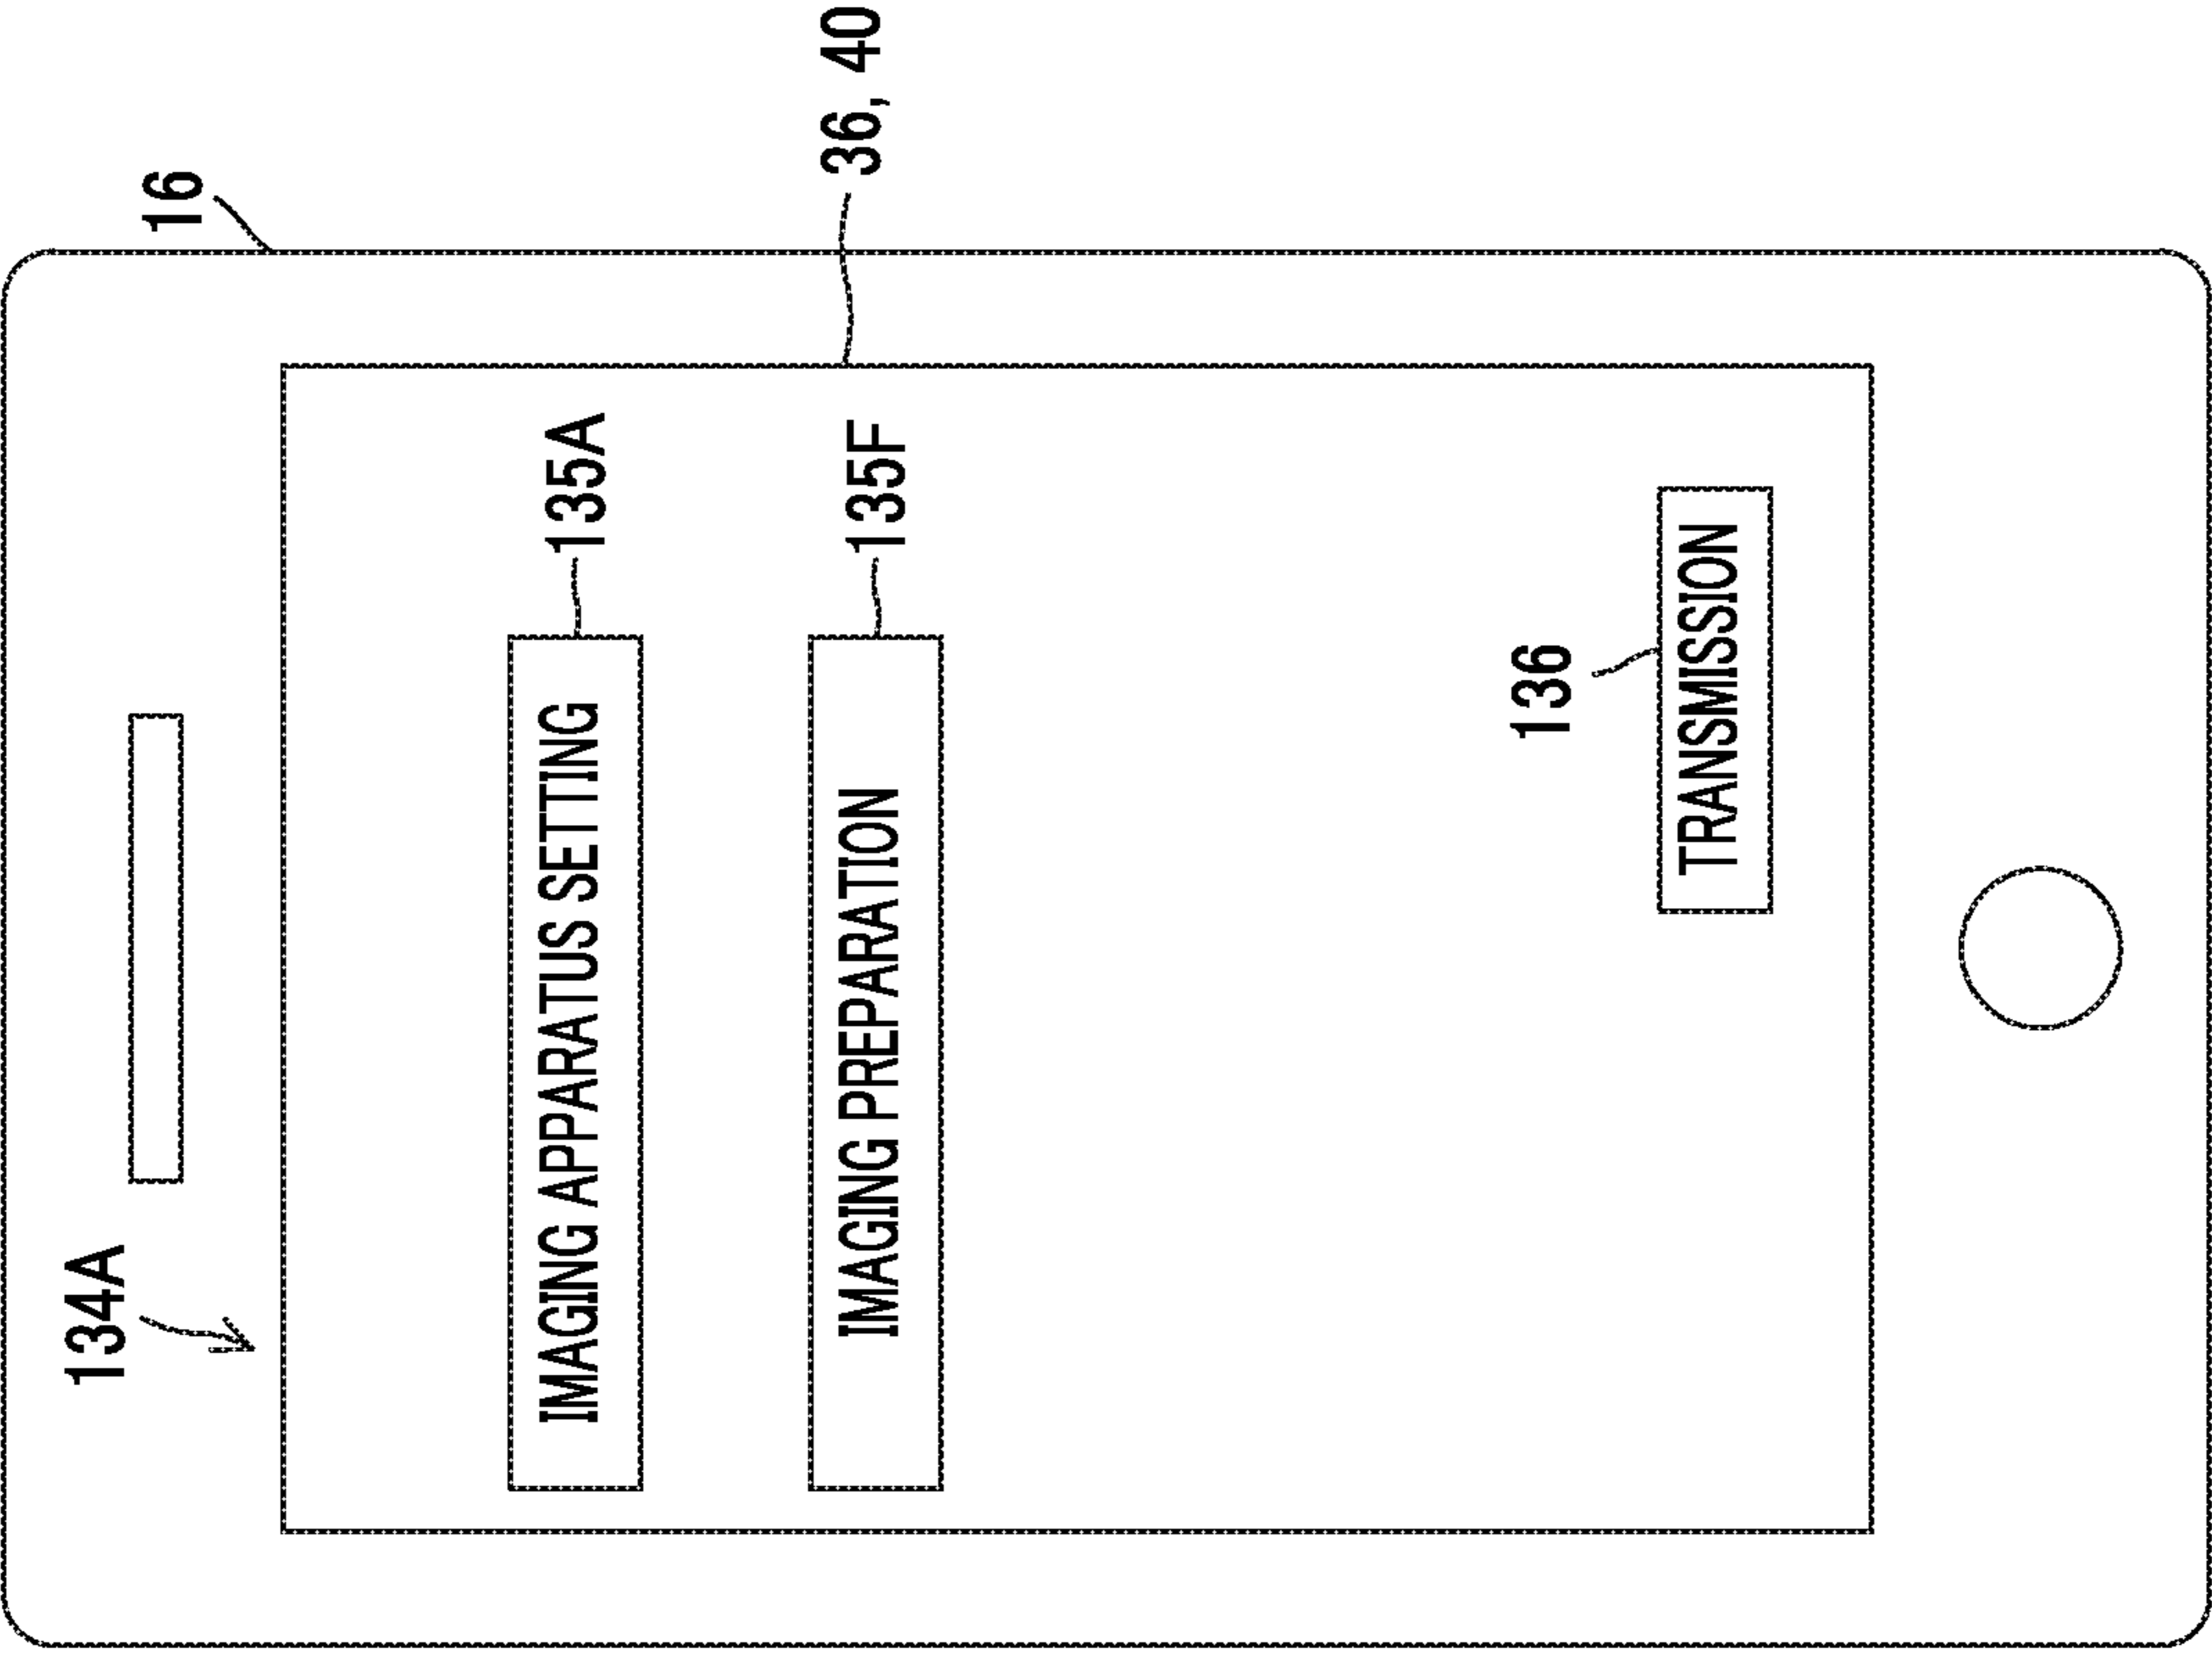 134A
16
36, 40
IMAGING APPARATUS SETTING
135A
IMAGING PREPARATION
135F
136
TRANSMISSION